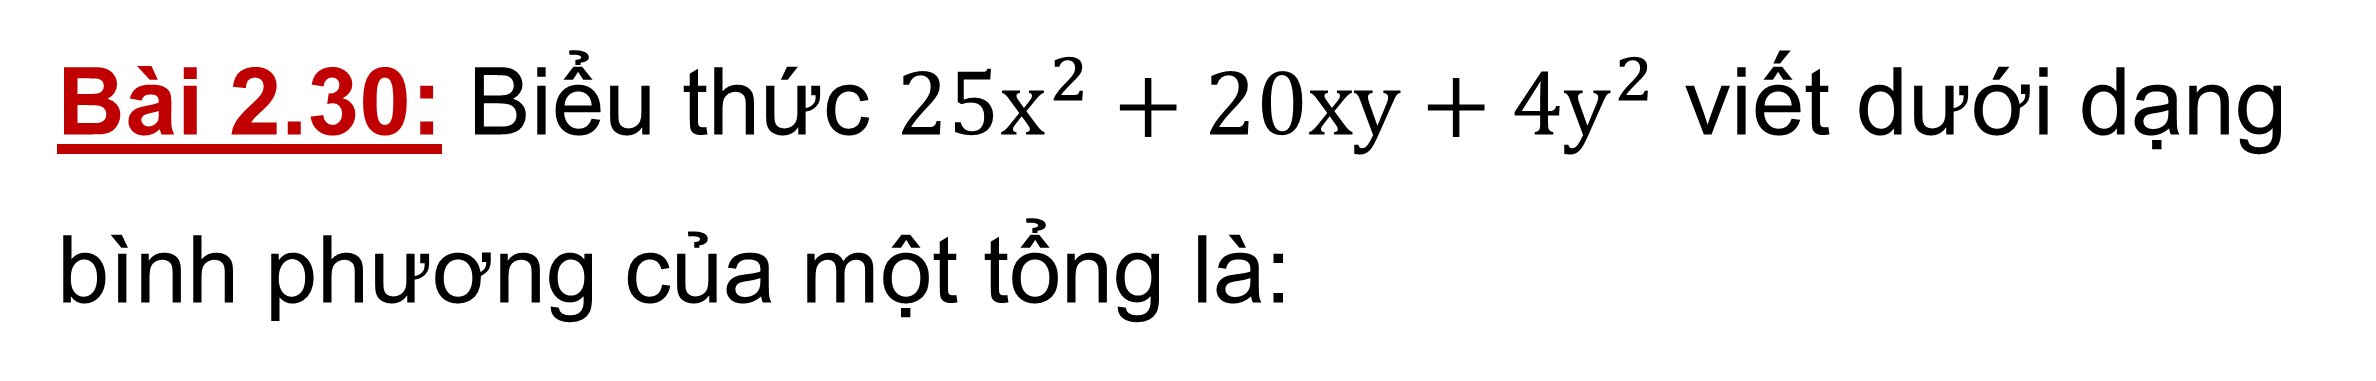 Bài 2.30: Biểu thức 25x² + 20xy + 4y² viết dưới dạng
bình phương của một tổng là: